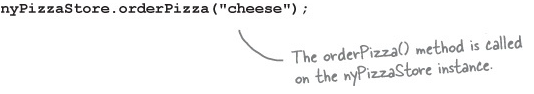 nyPizzaStore.orderPizza("cheese");
The orderPizza() method is called
on the nyPizzaStore instance.